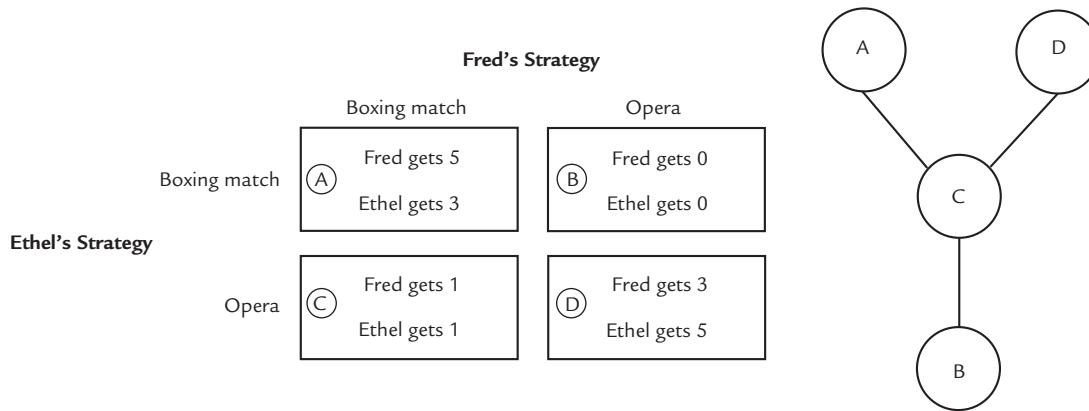 Fred's Strategy
Boxing match
Opera
Boxing match
A
Fred gets 5
Ethel gets 3
B
Fred gets 0
Ethel gets 0
Ethel's Strategy
Opera
C
Fred gets 1
Ethel gets 1
D
Fred gets 3
Ethel gets 5
A
D
C
B